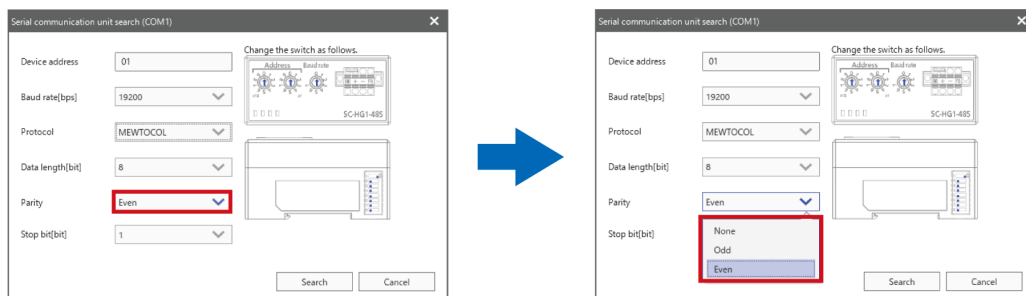 Serial communication unit search (COM1)
Device address
01
Change the switch as follows.
Address
Baud rate
Baud rate[bps]
19200
SC-HG1-485
Protocol
MEWTOCOL
Data length[bit]
8
Parity
Even
Stop bit[bit]
1
Search
Cancel
Serial communication unit search (COM1)
Device address
01
Change the switch as follows.
Address
Baud rate
Baud rate[bps]
19200
SC-HG1-485
Protocol
MEWTOCOL
Data length[bit]
8
Parity
Even
None
Odd
Even
Stop bit[bit]
Search
Cancel